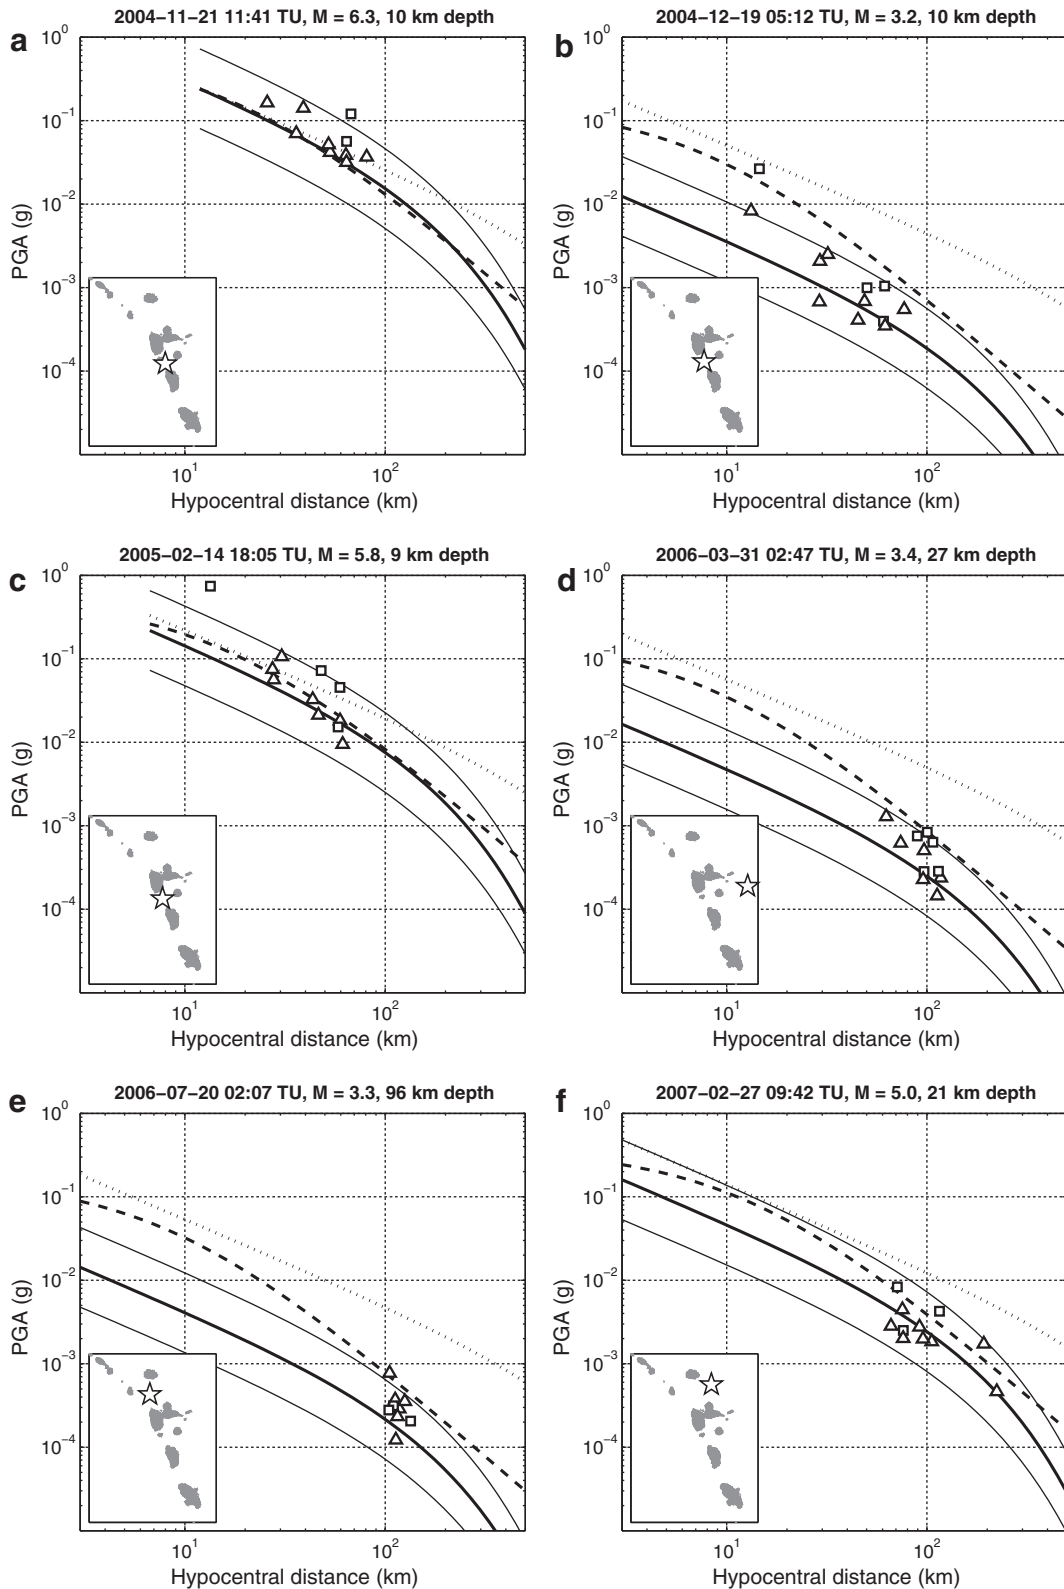 a
2004−11−21 11:41 TU, M = 6.3, 10 km depth
10^0
10^−1
10^−2
10^−3
10^−4
PGA (g)
10^1
10^2
Hypocentral distance (km)
b
2004−12−19 05:12 TU, M = 3.2, 10 km depth
10^0
10^−1
10^−2
10^−3
10^−4
PGA (g)
10^1
10^2
Hypocentral distance (km)
c
2005−02−14 18:05 TU, M = 5.8, 9 km depth
10^0
10^−1
10^−2
10^−3
10^−4
PGA (g)
10^1
10^2
Hypocentral distance (km)
d
2006−03−31 02:47 TU, M = 3.4, 27 km depth
10^0
10^−1
10^−2
10^−3
10^−4
PGA (g)
10^1
10^2
Hypocentral distance (km)
e
2006−07−20 02:07 TU, M = 3.3, 96 km depth
10^0
10^−1
10^−2
10^−3
10^−4
PGA (g)
10^1
10^2
Hypocentral distance (km)
f
2007−02−27 09:42 TU, M = 5.0, 21 km depth
10^0
10^−1
10^−2
10^−3
10^−4
PGA (g)
10^1
10^2
Hypocentral distance (km)